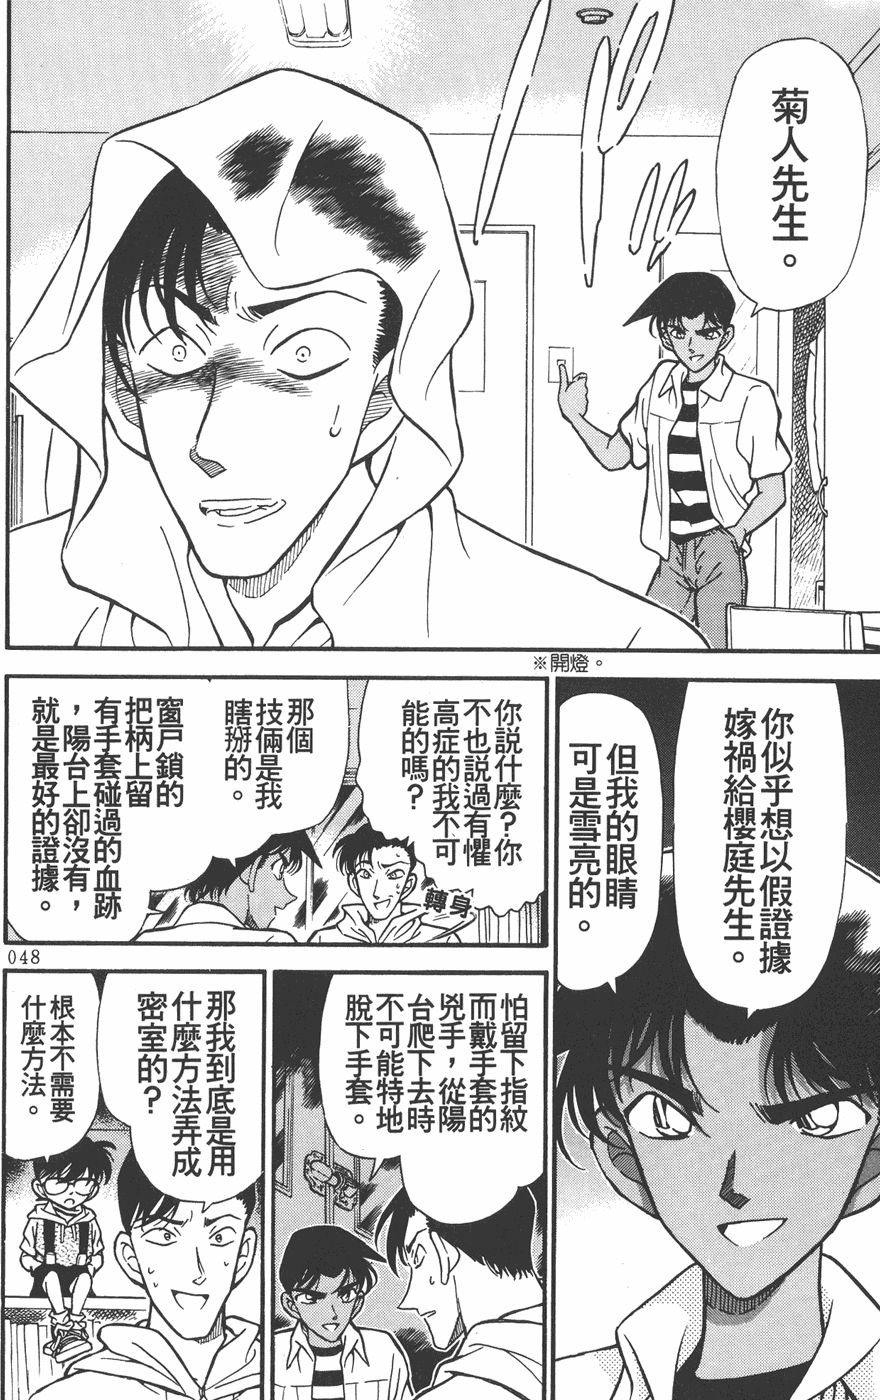 菊人先生。
※開燈。
你似乎想以假證據
嫁禍給櫻庭先生。
但我的眼睛
可是雪亮的。
你説什麼？你
不也説過有懼
高症的我不可
能的嗎？
轉身
那個
技倆是我
瞎掰的。
窗戸鎖的
把柄上留
有手套碰過的血跡
，陽台上卻沒有，
就是最好的證據。
048
怕留下指紋
而戴手套的
兇手，從陽
台爬下去時
不可能特地
脫下手套。
那我到底是用
什麼方法弄成
密室的？
根本不需要
什麼方法。